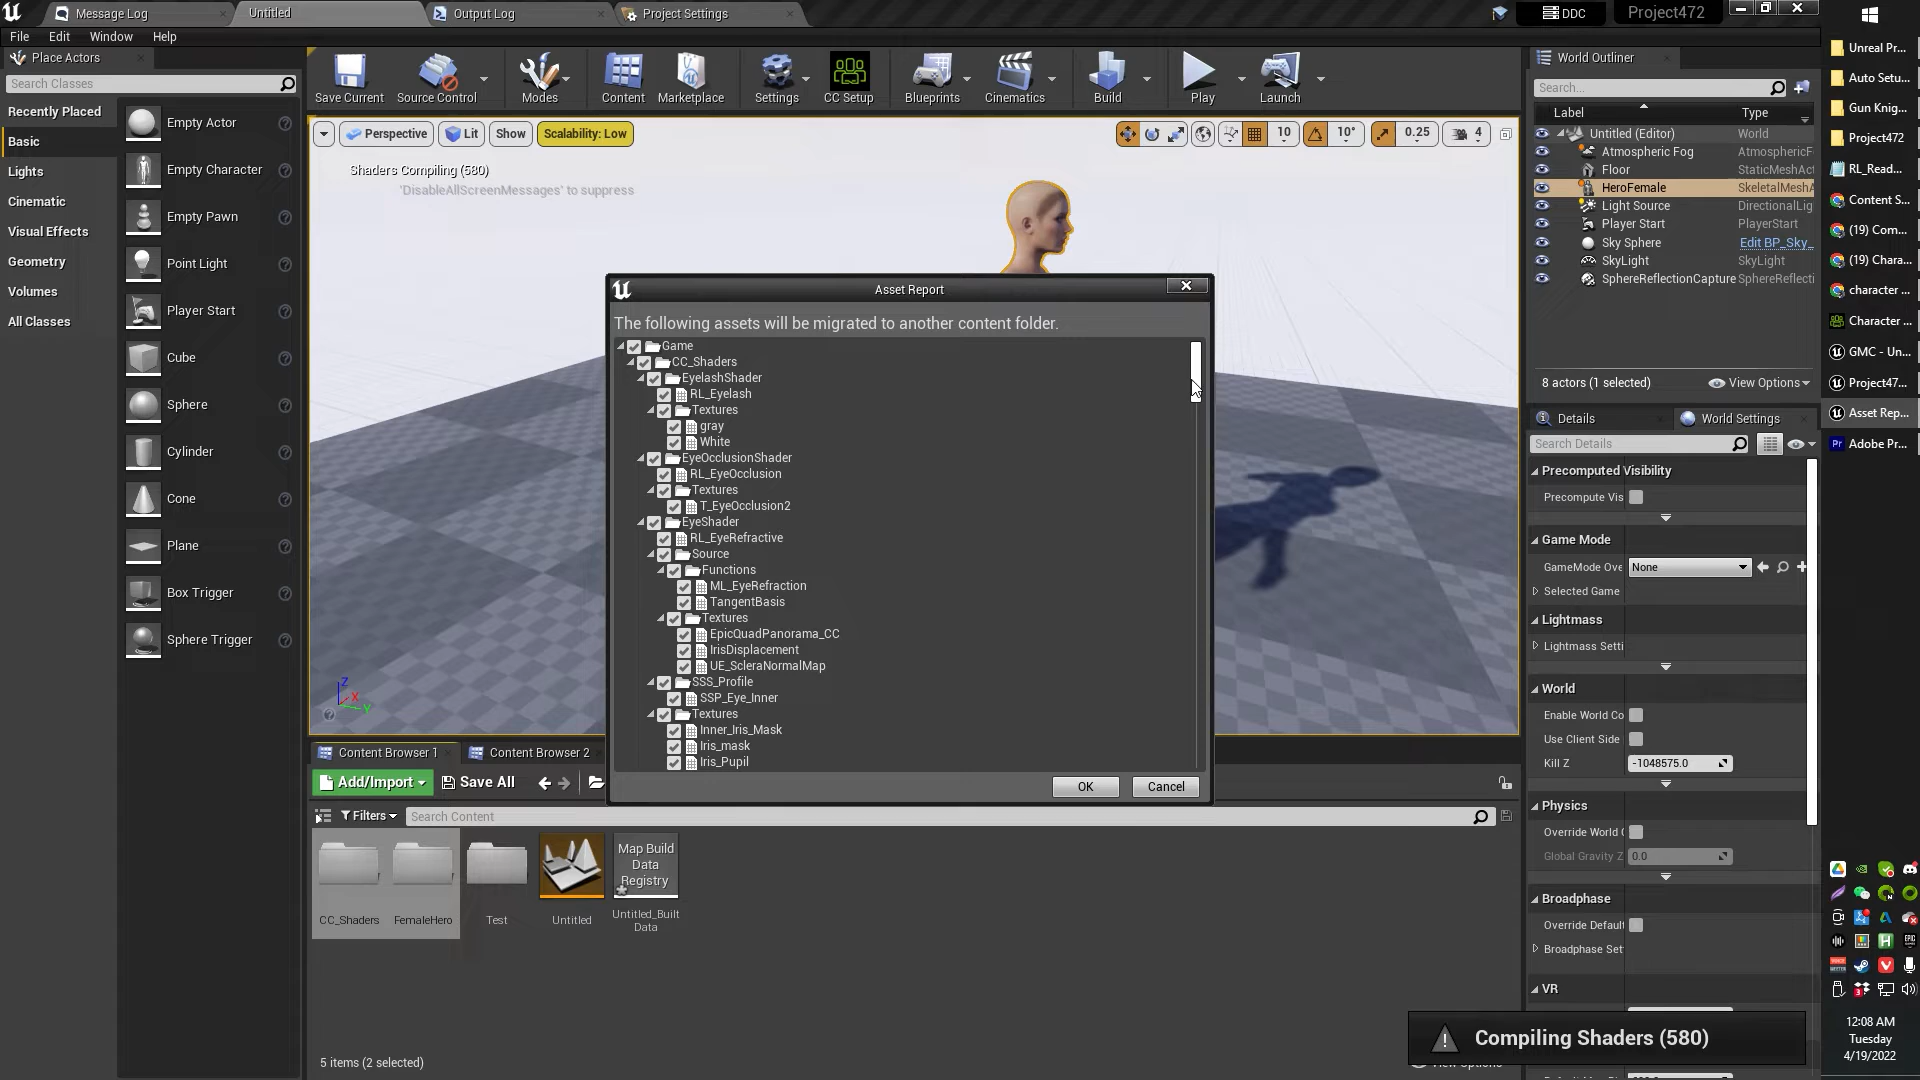 Message Log
Untitled
Output Log
Project Settings
DDC
Project472
File
Edit
Window
Help
Place Actors
Search Classes
Recently Placed
Basic
Lights
Cinematic
Visual Effects
Geometry
Volumes
All Classes
Empty Actor
Empty Character
Empty Pawn
Point Light
Player Start
Cube
Sphere
Cylinder
Cone
Plane
Box Trigger
Sphere Trigger
Save Current
Source Control
Modes
Content
Marketplace
Settings
CC Setup
Blueprints
Cinematics
Build
Play
Launch
Perspective
Lit
Show
Scalability: Low
10
10°
0.25
4
Shaders Compiling (580)
'DisableAllScreenMessages' to suppress
Asset Report
The following assets will be migrated to another content folder.
Game
CC_Shaders
EyelashShader
RL_Eyelash
Textures
gray
White
EyeOcclusionShader
RL_EyeOcclusion
Textures
T_EyeOcclusion2
EyeShader
RL_EyeRefractive
Source
Functions
ML_EyeRefraction
TangentBasis
Textures
EpicQuadPanorama_CC
IrisDisplacement
UE_ScleraNormalMap
SSS_Profile
SSP_Eye_Inner
Textures
Inner_Iris_Mask
Iris_mask
Iris_Pupil
OK
Cancel
Z
X
Y
Content Browser 1
Content Browser 2
Add/Import
Save All
Filters
Search Content
CC_Shaders
FemaleHero
Test
Untitled
Map Build
Data
Registry
Untitled_Built
Data
5 items (2 selected)
World Outliner
Search...
Label
Type
Untitled (Editor)
World
Atmospheric Fog
AtmosphericF
Floor
StaticMeshAct
HeroFemale
SkeletalMeshA
Light Source
DirectionalLig
Player Start
PlayerStart
Sky Sphere
Edit BP_Sky_
SkyLight
SkyLight
SphereReflectionCapture
SphereReflecti
8 actors (1 selected)
View Options
Details
World Settings
Search Details
Precomputed Visibility
Precompute Vis
Game Mode
GameMode Ove
None
Selected Game
Lightmass
Lightmass Setti
World
Enable World Co
Use Client Side
Kill Z
-1048575.0
Physics
Override World G
Global Gravity Z
0.0
Broadphase
Override Default
Broadphase Set
VR
Compiling Shaders (580)
Unreal Pr...
Auto Setu...
Gun Knig...
Project472
RL_Read...
Content S...
(19) Com...
(19) Chara...
character ...
Character ...
GMC - Un...
Project47...
Asset Rep...
Pr
Adobe Pr...
12:08 AM
Tuesday
4/19/2022